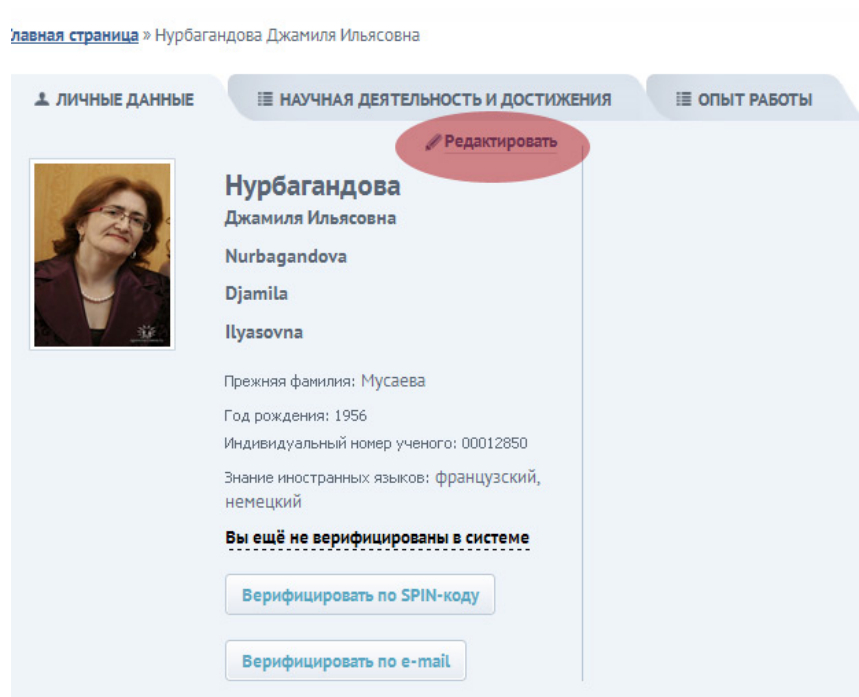 Главная страница » Нурбагандова Джамиля Ильясовна
ЛИЧНЫЕ ДАННЫЕ
НАУЧНАЯ ДЕЯТЕЛЬНОСТЬ И ДОСТИЖЕНИЯ
ОПЫТ РАБОТЫ
Редактировать
Нурбагандова
Джамиля Ильясовна
Nurbagandova
Djamila
Ilyasovna
Прежняя фамилия: Мусаева
Год рождения: 1956
Индивидуальный номер ученого: 00012850
Знание иностранных языков: французский,
немецкий
Вы ещё не верифицированы в системе
Верифицировать по SPIN-коду
Верифицировать по e-mail